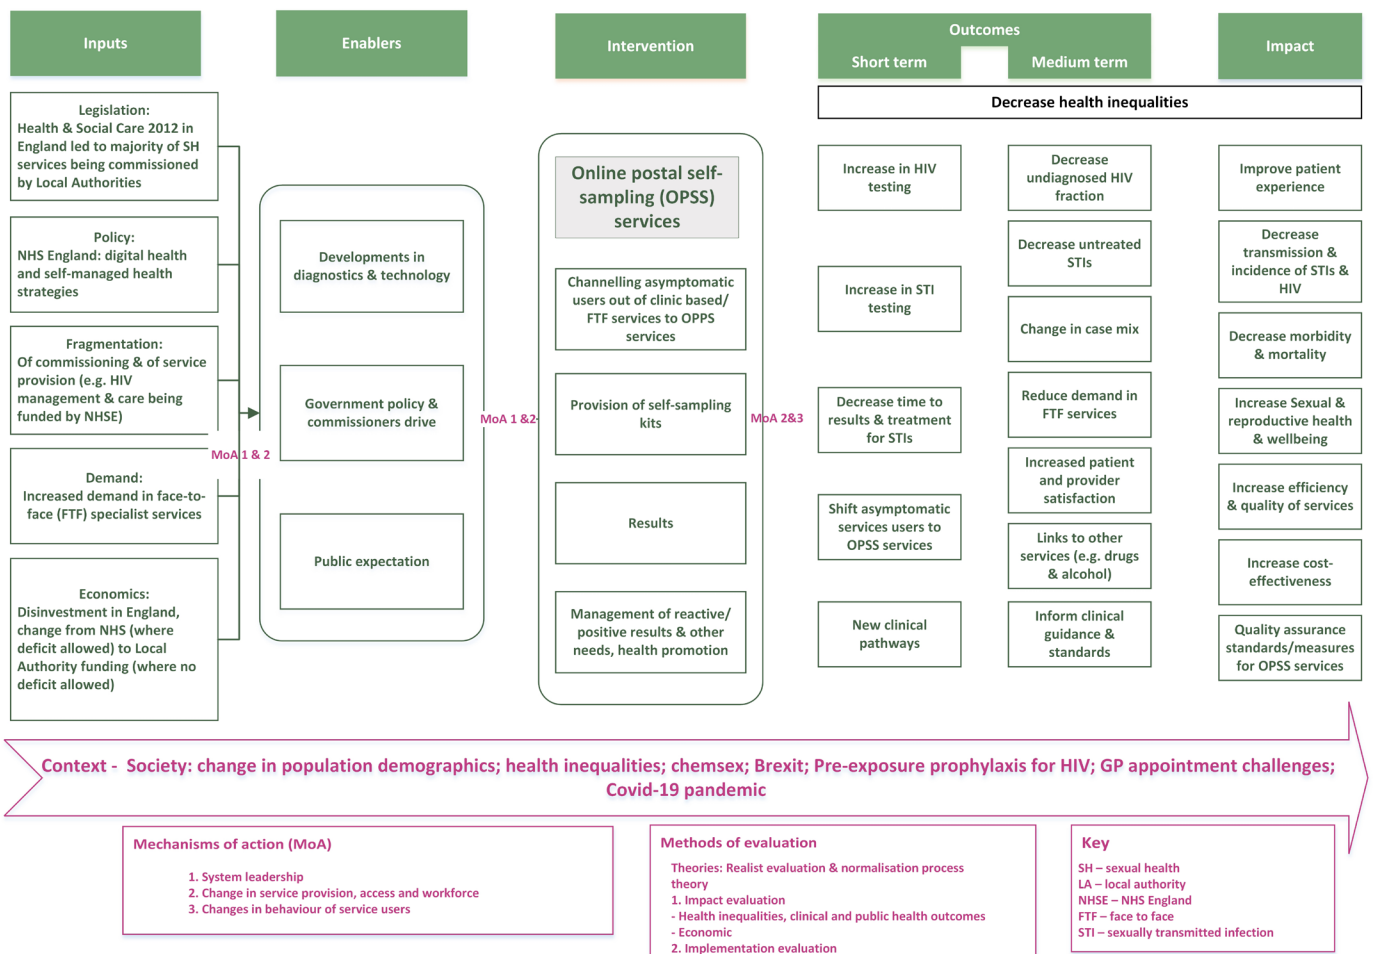 Inputs
Enablers
Intervention
Outcomes
Short term
Medium term
Impact
Decrease health inequalities
Legislation:
Health & Social Care 2012 in
England led to majority of SH
services being commissioned
by Local Authorities
Policy:
NHS England: digital health
and self-managed health
strategies
Fragmentation:
Of commissioning & of service
provision (e.g. HIV
management & care being
funded by NHSE)
Demand:
Increased demand in face-to-
face (FTF) specialist services
Economics:
Disinvestment in England,
change from NHS (where
deficit allowed) to Local
Authority funding (where no
deficit allowed)
MoA 1 & 2
Developments in
diagnostics & technology
Government policy &
commissioners drive
Public expectation
MoA 1 &2
Online postal self-
sampling (OPSS)
services
Channelling asymptomatic
users out of clinic based/
FTF services to OPPS
services
Provision of self-sampling
kits
Results
Management of reactive/
positive results & other
needs, health promotion
MoA 2&3
Increase in HIV
testing
Increase in STI
testing
Decrease time to
results & treatment
for STIs
Shift asymptomatic
services users to
OPSS services
New clinical
pathways
Decrease
undiagnosed HIV
fraction
Decrease untreated
STIs
Change in case mix
Reduce demand in
FTF services
Increased patient
and provider
satisfaction
Links to other
services (e.g. drugs
& alcohol)
Inform clinical
guidance &
standards
Improve patient
experience
Decrease
transmission &
incidence of STIs &
HIV
Decrease morbidity
& mortality
Increase Sexual &
reproductive health
& wellbeing
Increase efficiency
& quality of services
Increase cost-
effectiveness
Quality assurance
standards/measures
for OPSS services
Context - Society: change in population demographics; health inequalities; chemsex; Brexit; Pre-exposure prophylaxis for HIV; GP appointment challenges;
Covid-19 pandemic
Mechanisms of action (MoA)
1. System leadership
2. Change in service provision, access and workforce
3. Changes in behaviour of service users
Methods of evaluation
Theories: Realist evaluation & normalisation process
theory
1. Impact evaluation
- Health inequalities, clinical and public health outcomes
- Economic
2. Implementation evaluation
Key
SH – sexual health
LA – local authority
NHSE – NHS England
FTF – face to face
STI – sexually transmitted infection